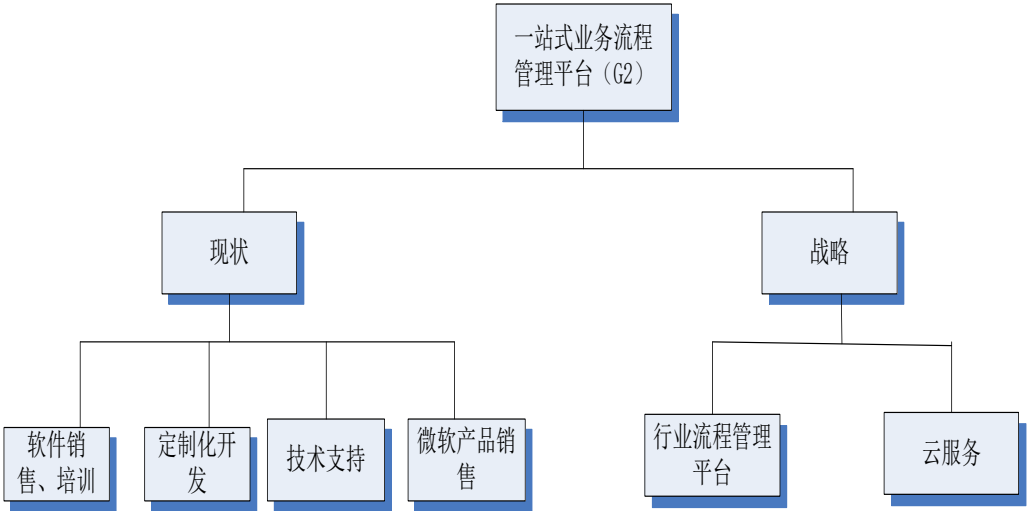 一站式业务流程
管理平台（G2）
现状
战略
软件销
售、培训
定制化开
发
技术支持
微软产品销
售
行业流程管理
平台
云服务